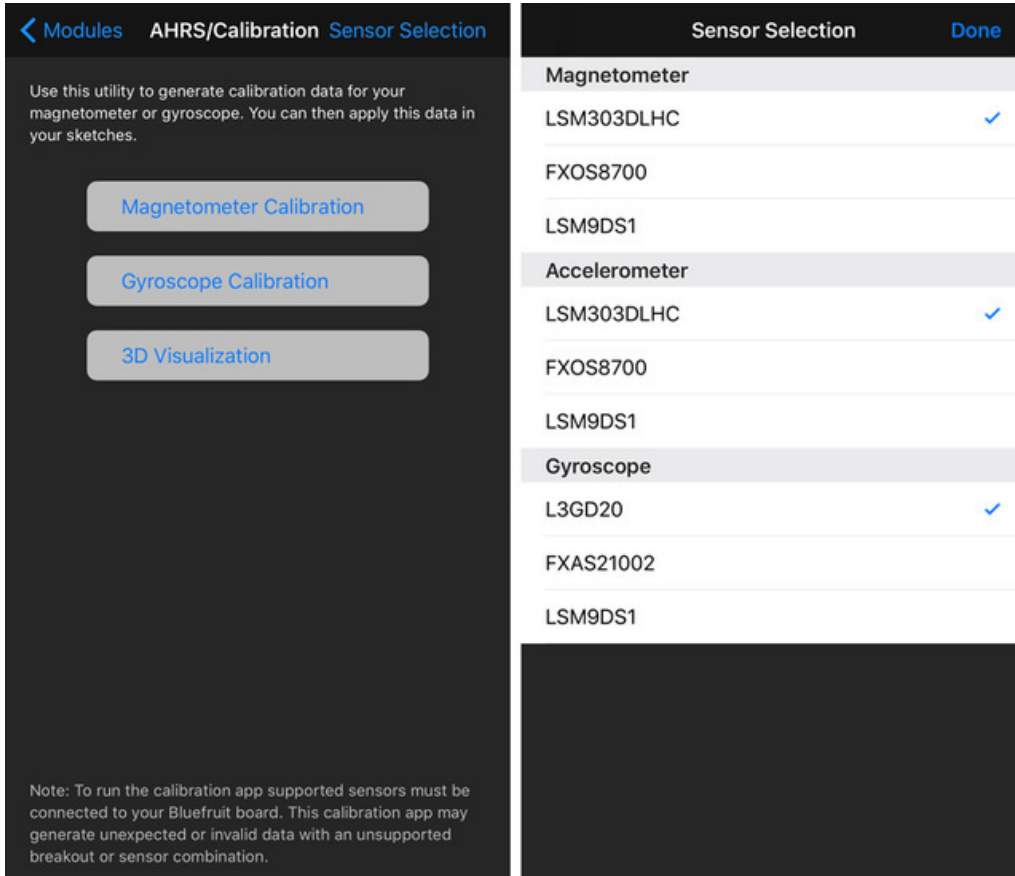 Modules AHRS/Calibration Sensor Selection
Use this utility to generate calibration data for your
magnetometer or gyroscope. You can then apply this data in
your sketches.
Magnetometer Calibration
Gyroscope Calibration
3D Visualization
Note: To run the calibration app supported sensors must be
connected to your Bluefruit board. This calibration app may
generate unexpected or invalid data with an unsupported
breakout or sensor combination.
Sensor Selection Done
Magnetometer
LSM303DLHC
FXOS8700
LSM9DS1
Accelerometer
LSM303DLHC
FXOS8700
LSM9DS1
Gyroscope
L3GD20
FXAS21002
LSM9DS1